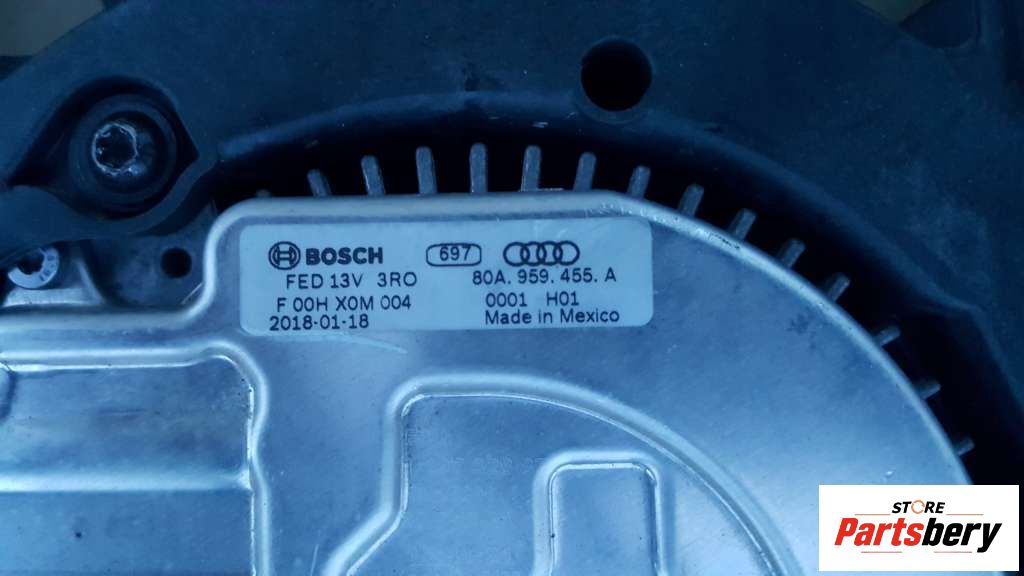 BOSCH 697
FED 13V 3RO 80A. 959. 455. A
F 00H X0M 004 0001 H01
2018-01-18 Made in Mexico
STORE
Partsbery